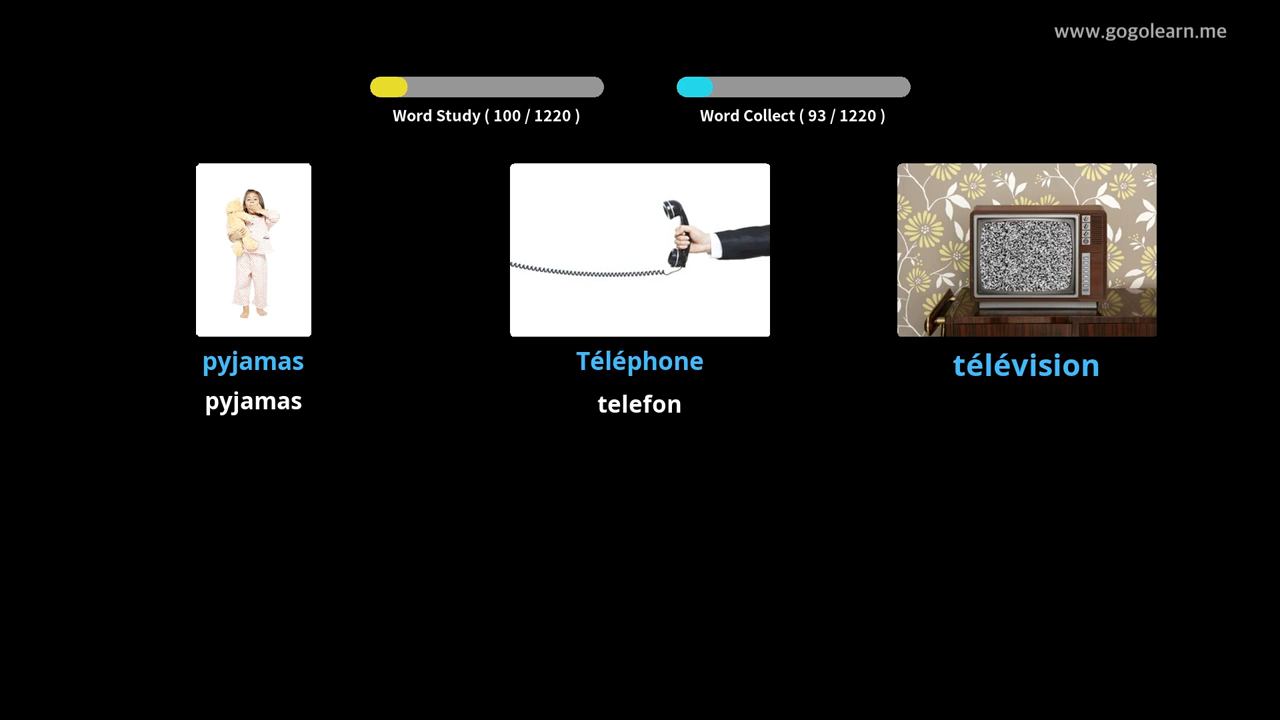 www.gogolearn.me
Word Study ( 100 / 1220 )
Word Collect ( 93 / 1220 )
pyjamas
pyjamas
Téléphone
telefon
télévision